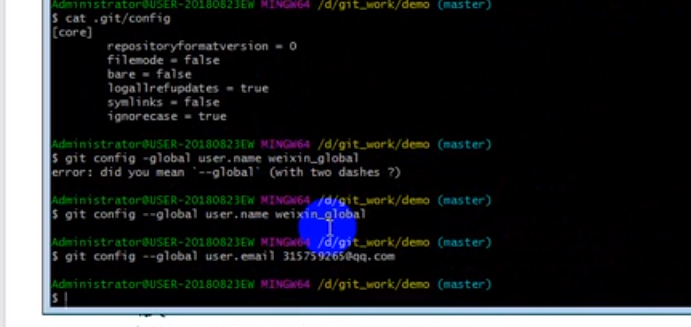 Administrator@USER-20180823EW MINGW64 /d/git_work/demo (master)
$ cat .git/config
[core]
        repositoryformatversion = 0
        filemode = false
        bare = false
        logallrefupdates = true
        symlinks = false
        ignorecase = true
Administrator@USER-20180823EW MINGW64 /d/git_work/demo (master)
$ git config -global user.name weixin_global
error: did you mean `--global` (with two dashes ?)
Administrator@USER-20180823EW MINGW64 /d/git_work/demo (master)
$ git config --global user.name weixin_global
Administrator@USER-20180823EW MINGW64 /d/git_work/demo (master)
$ git config --global user.email 315759265@qq.com
Administrator@USER-20180823EW MINGW64 /d/git_work/demo (master)
$